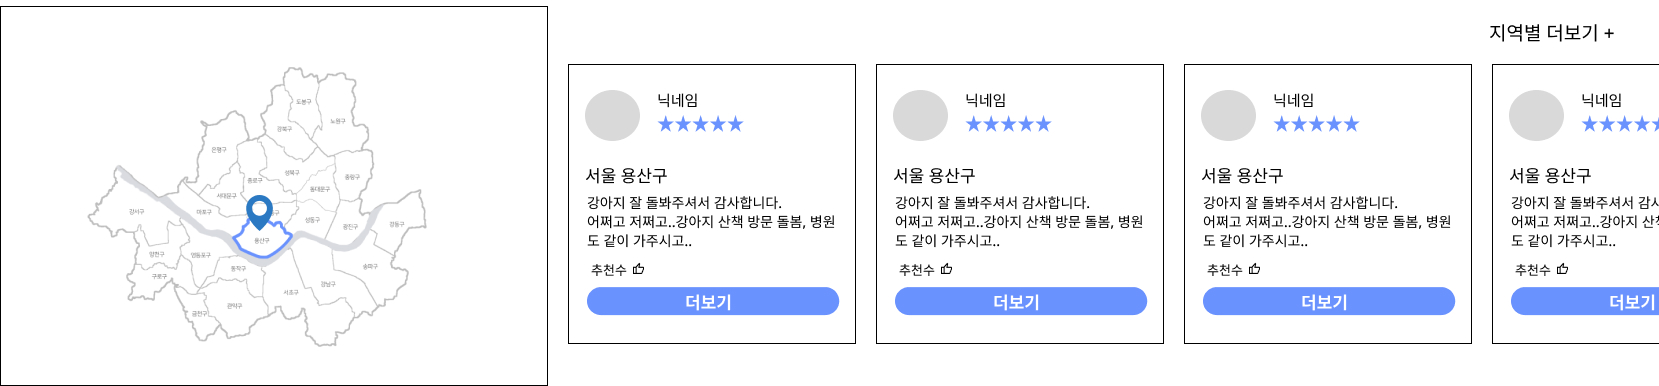 도봉구
노원구
강북구
은평구
성북구
중랑구
종로구
동대문구
서대문구
마포구
강서구
성동구
광진구
강동구
용산구
양천구
영등포구
동작구
송파구
구로구
강남구
서초구
관악구
금천구
지역별 더보기 +
닉네임
★★★★★
서울 용산구
강아지 잘 돌봐주셔서 감사합니다.
어쩌고 저쩌고..강아지 산책 방문 돌봄, 병원
도 같이 가주시고..
추천수
더보기
닉네임
★★★★★
서울 용산구
강아지 잘 돌봐주셔서 감사합니다.
어쩌고 저쩌고..강아지 산책 방문 돌봄, 병원
도 같이 가주시고..
추천수
더보기
닉네임
★★★★★
서울 용산구
강아지 잘 돌봐주셔서 감사합니다.
어쩌고 저쩌고..강아지 산책 방문 돌봄, 병원
도 같이 가주시고..
추천수
더보기
닉네임
★★★★★
서울 용산구
강아지 잘 돌봐주셔서
어쩌고 저쩌고..강아지
도 같이 가주시고..
추천수
더보기